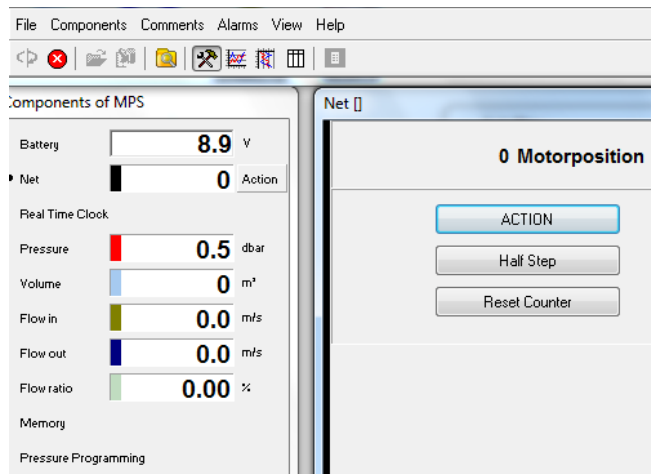 File Components Comments Alarms View Help
Components of MPS
Battery 8.9 V
Net 0 Action
Real Time Clock
Pressure 0.5 dbar
Volume 0 m³
Flow in 0.0 m/s
Flow out 0.0 m/s
Flow ratio 0.00 %
Memory
Pressure Programming
Net []
0 Motorposition
ACTION
Half Step
Reset Counter